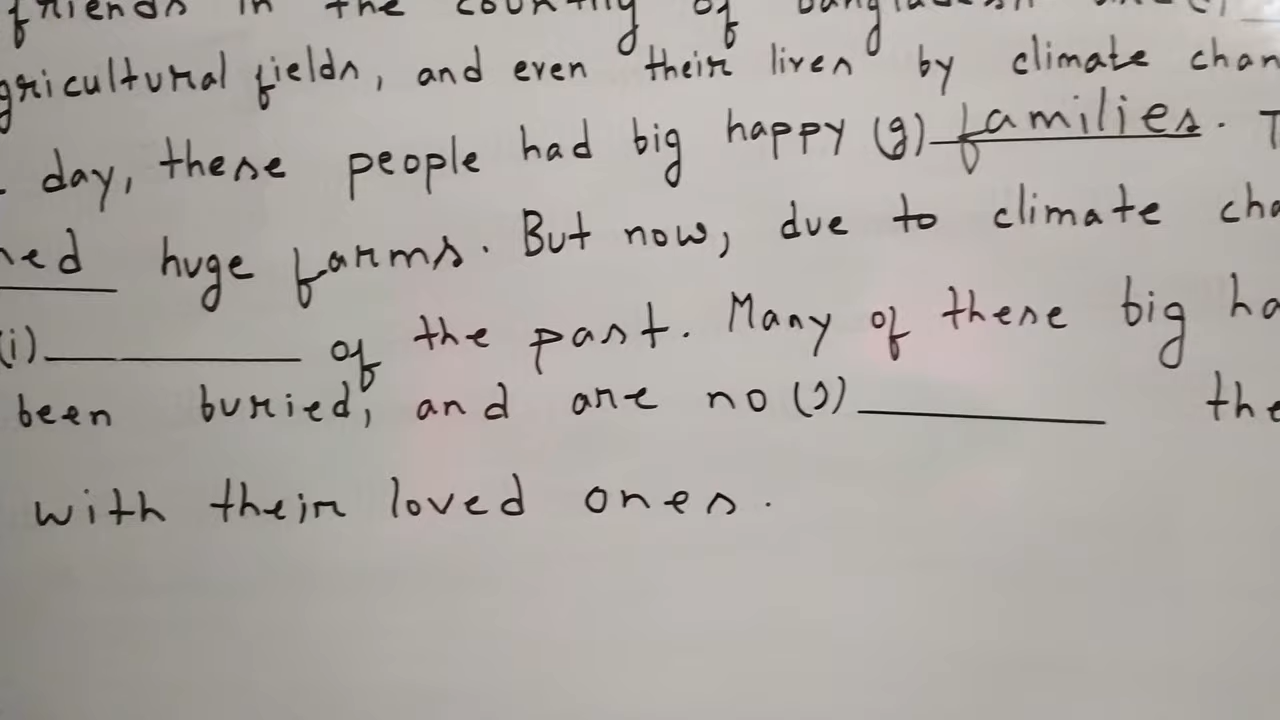 friends in the country of bangladesh
agricultural fields, and even their lives by climate chan
day, these people had big happy (g) families. T
ned huge farms. But now, due to climate cha
(i)__________ of the past. Many of these big ha
been buried, and are no (J)__________ the
with their loved ones.